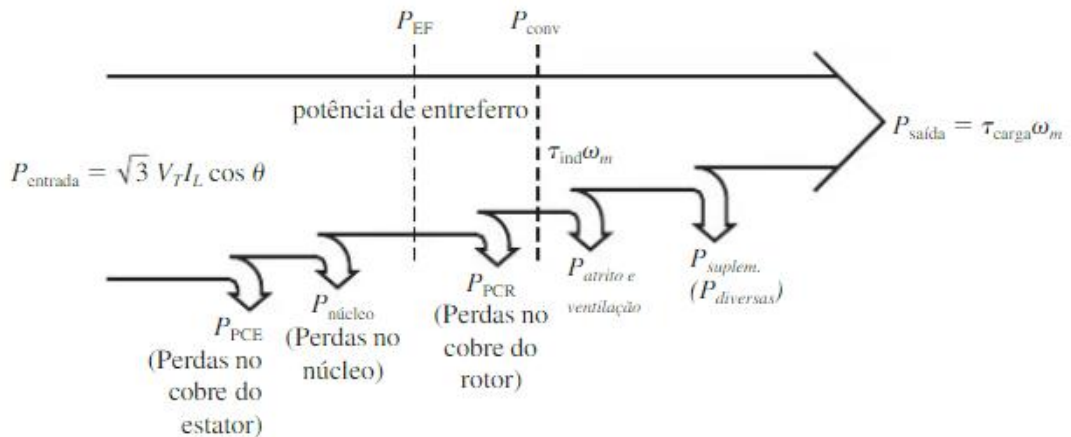 P_EF
P_conv
potência de entreferro
P_saída = τ_carga ω_m
τ_ind ω_m
P_entrada = √3 V_T I_L cos θ
P_PCE
(Perdas no
cobre do
estator)
P_núcleo
(Perdas no
núcleo)
P_PCR
(Perdas no
cobre do
rotor)
P_atrito e
ventilação
P_suplem.
(P_diversas)